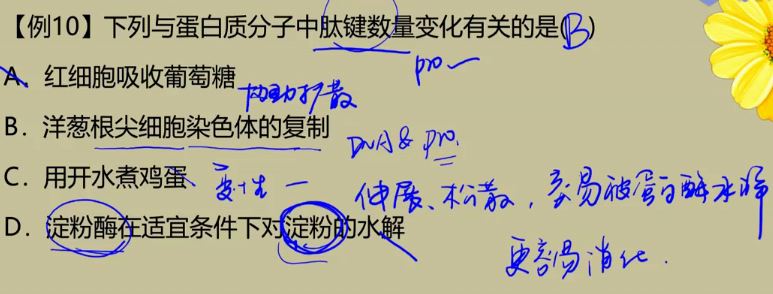 【例10】下列与蛋白质分子中肽键数量变化有关的是(B)
pro
A. 红细胞吸收葡萄糖
协助扩散
B. 洋葱根尖细胞染色体的复制
DNA & pro.
C. 用开水煮鸡蛋 变性
伸展、松散,易被蛋白酶水解
D. 淀粉酶在适宜条件下对淀粉的水解
更容易消化.